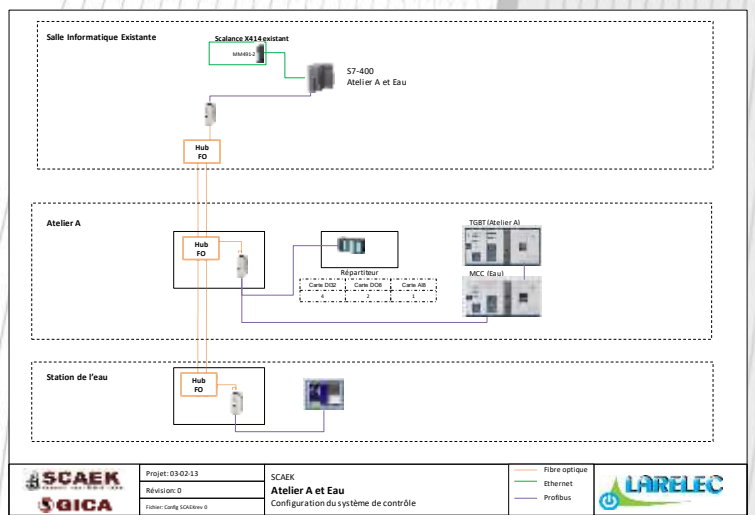 Salle Informatique Existante
Scalance X414 existant
MM491-2
S7-400
Atelier A et Eau
Hub
FO
Atelier A
Hub
FO
Répartiteur
Carte DI32
Carte DO8
Carte AI8
4
2
1
TGBT (Atelier A)
MCC (Eau)
Station de l'eau
Hub
FO
SCAEK
GICA
Projet: 03-02-13
Révision: 0
Fichier: Config SCAEKrev 0
SCAEK
Atelier A et Eau
Configuration du système de contrôle
Fibre optique
Ethernet
Profibus
LARELEC